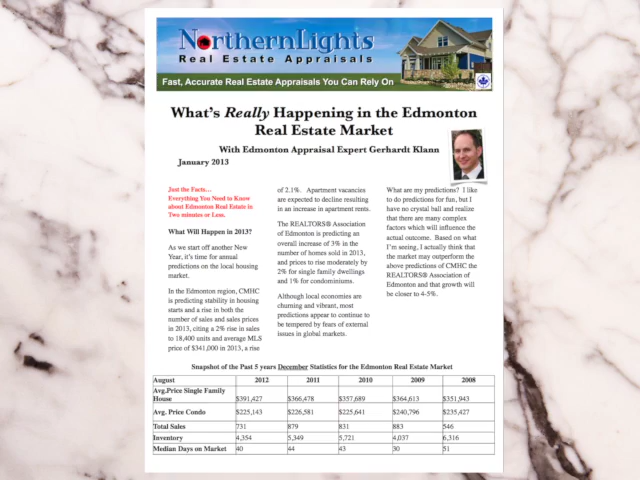 NorthernLights
Real Estate Appraisals
Fast, Accurate Real Estate Appraisals You Can Rely On
What's Really Happening in the Edmonton
Real Estate Market
With Edmonton Appraisal Expert Gerhardt Klann
January 2013
Just the Facts…
Everything You Need to Know
about Edmonton Real Estate in
Two minutes or Less.
What Will Happen in 2013?
As we start off another New
Year, it's time for annual
predictions on the local housing
market.
In the Edmonton region, CMHC
is predicting stability in housing
starts and a rise in both the
number of sales and sales prices
in 2013, citing a 2% rise in sales
to 18,400 units and average MLS
price of $341,000 in 2013, a rise
of 2.1%. Apartment vacancies
are expected to decline resulting
in an increase in apartment rents.
The REALTORS® Association
of Edmonton is predicting an
overall increase of 3% in the
number of homes sold in 2013,
and prices to rise moderately by
2% for single family dwellings
and 1% for condominiums.
Although local economies are
churning and vibrant, most
predictions appear to continue to
be tempered by fears of external
issues in global markets.
What are my predictions? I like
to do predictions for fun, but I
have no crystal ball and realize
that there are many complex
factors which will influence the
actual outcome. Based on what
I'm seeing, I actually think that
the market may outperform the
above predictions of CMHC the
REALTORS® Association of
Edmonton and that growth will
be closer to 4-5%.
Snapshot of the Past 5 years December Statistics for the Edmonton Real Estate Market
August 2012 2011 2010 2009 2008
Avg.Price Single Family
House $391,427 $366,478 $357,689 $364,613 $351,943
Avg. Price Condo $225,143 $226,581 $225,641 $240,796 $235,427
Total Sales 731 879 831 883 546
Inventory 4,354 5,349 5,721 4,037 6,316
Median Days on Market 40 44 43 30 51